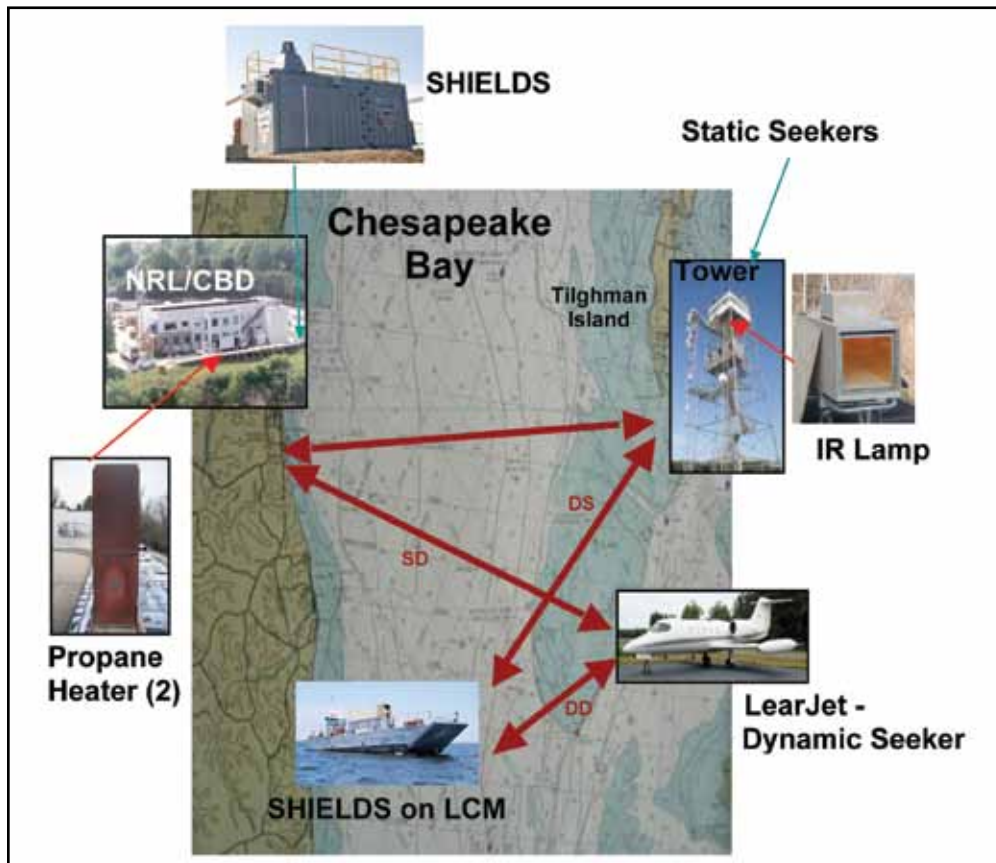 SHIELDS
Static Seekers
Chesapeake
Bay
NRL/CBD
Tower
Tilghman
Island
IR Lamp
DS
SD
Propane
Heater (2)
DD
LearJet -
Dynamic Seeker
SHIELDS on LCM